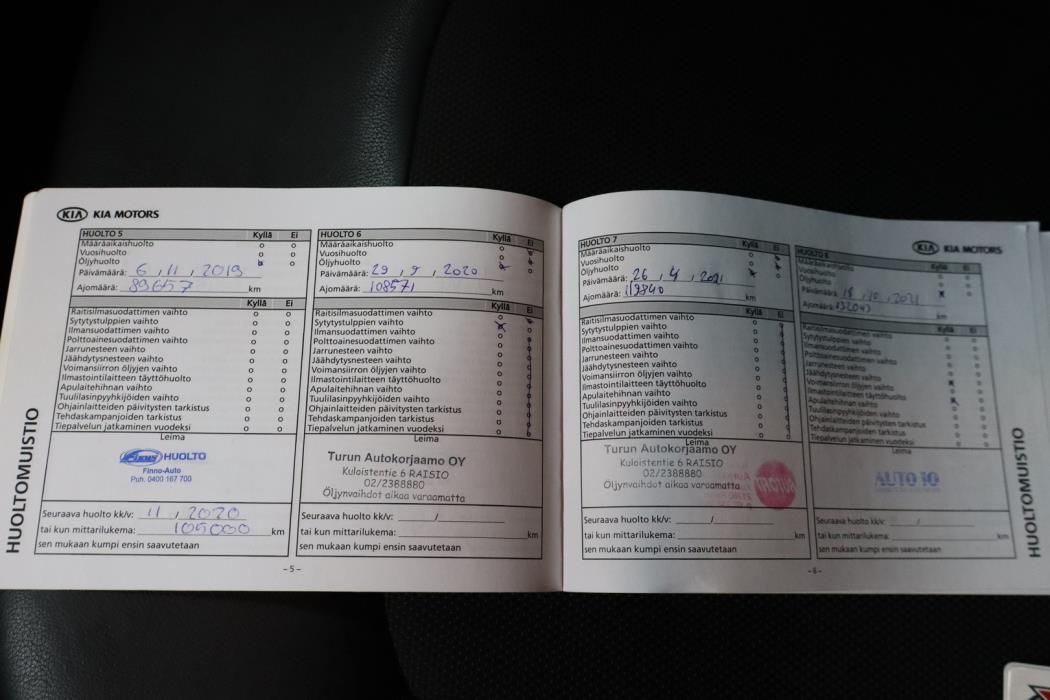 KIA KIA MOTORS
HUOLTO 5 Kyllä Ei
Määräaikaishuolto
Vuosihuolto
Öljyhuolto
Päivämäärä: 6 , 11 , 2019
Ajomäärä: 89657 km
Kyllä Ei
Raitisilmasuodattimen vaihto
Sytytystulppien vaihto
Ilmansuodattimen vaihto
Polttoainesuodattimen vaihto
Jarrunesteen vaihto
Jäähdytysnesteen vaihto
Voimansiirron öljyjen vaihto
Ilmastointilaitteen täyttöhuolto
Apulaitehihnan vaihto
Tuulilasinpyyhkijöiden vaihto
Ohjainlaitteiden päivitysten tarkistus
Tehdaskampanjoiden tarkistus
Tiepalvelun jatkaminen vuodeksi
Leima
HUOLTO
Finno-Auto
Puh. 0400 167 700
Seuraava huolto kk/v: 11 / 2020
tai kun mittarilukema: 105000 km
sen mukaan kumpi ensin saavutetaan
HUOLTO 6 Kyllä Ei
Määräaikaishuolto
Vuosihuolto
Öljyhuolto
Päivämäärä: 29 , 9 , 2020
Ajomäärä: 108571 km
Kyllä Ei
Raitisilmasuodattimen vaihto
Sytytystulppien vaihto
Ilmansuodattimen vaihto
Polttoainesuodattimen vaihto
Jarrunesteen vaihto
Jäähdytysnesteen vaihto
Voimansiirron öljyjen vaihto
Ilmastointilaitteen täyttöhuolto
Apulaitehihnan vaihto
Tuulilasinpyyhkijöiden vaihto
Ohjainlaitteiden päivitysten tarkistus
Tehdaskampanjoiden tarkistus
Tiepalvelun jatkaminen vuodeksi
Leima
Turun Autokorjaamo OY
Kuloistentie 6 RAISIO
02/2388880
Öljynvaihdot aikaa varaamatta
Seuraava huolto kk/v: /
tai kun mittarilukema: km
sen mukaan kumpi ensin saavutetaan
HUOLTOMUISTIO
-5-
HUOLTO 7 Kyllä Ei
Määräaikaishuolto
Vuosihuolto
Öljyhuolto
Päivämäärä: 26 , 4 , 2021
Ajomäärä: 119840 km
Kyllä Ei
Raitisilmasuodattimen vaihto
Sytytystulppien vaihto
Ilmansuodattimen vaihto
Polttoainesuodattimen vaihto
Jarrunesteen vaihto
Jäähdytysnesteen vaihto
Voimansiirron öljyjen vaihto
Ilmastointilaitteen täyttöhuolto
Apulaitehihnan vaihto
Tuulilasinpyyhkijöiden vaihto
Ohjainlaitteiden päivitysten tarkistus
Tehdaskampanjoiden tarkistus
Tiepalvelun jatkaminen vuodeksi
Leima
Turun Autokorjaamo OY
Kuloistentie 6 RAISIO
02/2388880
Öljynvaihdot aikaa varaamatta
Seuraava huolto kk/v: /
tai kun mittarilukema: km
sen mukaan kumpi ensin saavutetaan
KIA KIA MOTORS
HUOLTO 8 Kyllä Ei
Määräaikaishuolto
Vuosihuolto
Öljyhuolto
Päivämäärä: 18 , 10 , 2021
Ajomäärä: 132043 km
Kyllä Ei
Raitisilmasuodattimen vaihto
Sytytystulppien vaihto
Ilmansuodattimen vaihto
Polttoainesuodattimen vaihto
Jarrunesteen vaihto
Jäähdytysnesteen vaihto
Voimansiirron öljyjen vaihto
Ilmastointilaitteen täyttöhuolto
Apulaitehihnan vaihto
Tuulilasinpyyhkijöiden vaihto
Ohjainlaitteiden päivitysten tarkistus
Tehdaskampanjoiden tarkistus
Tiepalvelun jatkaminen vuodeksi
Leima
AUTO 10
Seuraava huolto kk/v: /
tai kun mittarilukema: km
sen mukaan kumpi ensin saavutetaan
HUOLTOMUISTIO
-6-